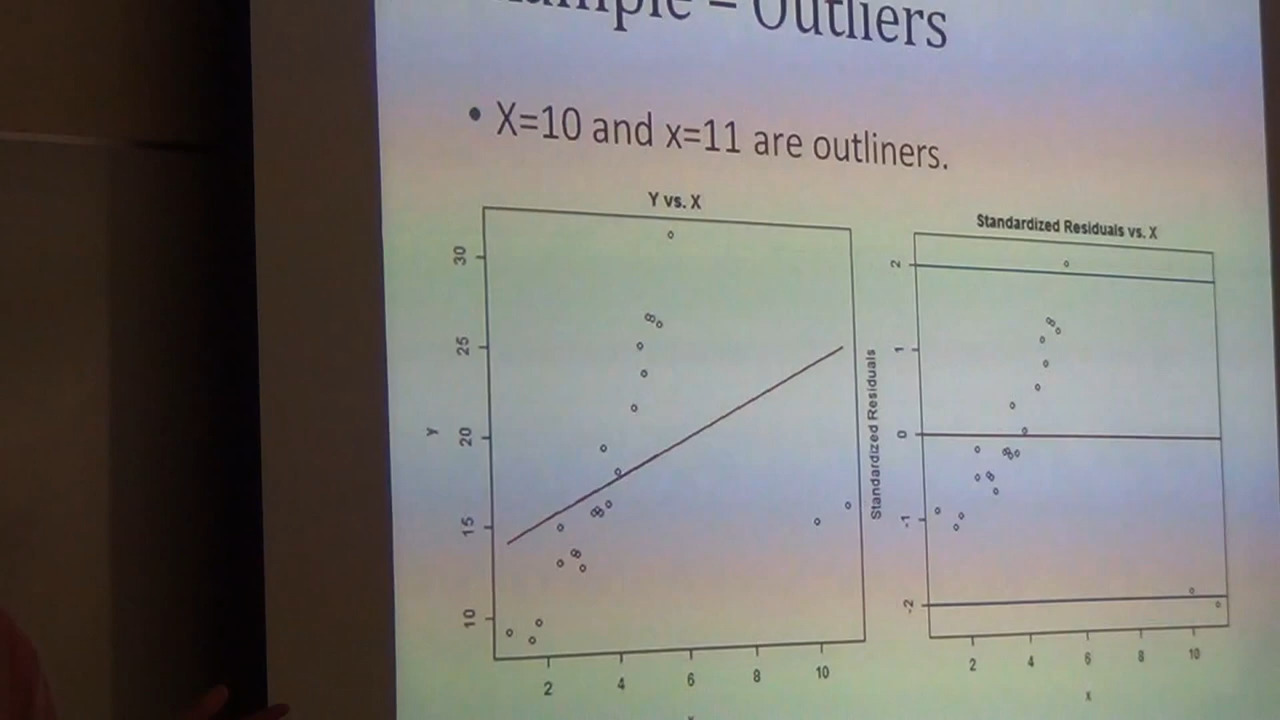 – Outliers
• X=10 and x=11 are outliners.
Y vs. X
30
25
20
15
10
Y
2 4 6 8 10
Standardized Residuals vs. X
2
1
0
-1
-2
Standardized Residuals
2 4 6 8 10
x